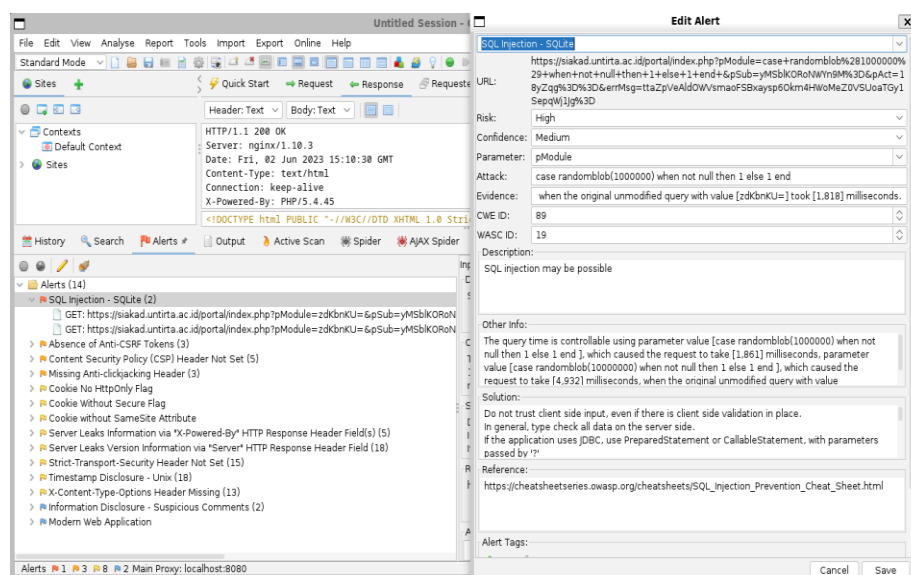 Untitled Session -
File Edit View Analyse Report Tools Import Export Online Help
Standard Mode
Sites
Quick Start Request Response Requeste
Header: Text Body: Text
Contexts
Default Context
Sites
HTTP/1.1 200 OK
Server: nginx/1.10.3
Date: Fri, 02 Jun 2023 15:10:30 GMT
Content-Type: text/html
Connection: keep-alive
X-Powered-By: PHP/5.4.45
<!DOCTYPE html PUBLIC "-//W3C//DTD XHTML 1.0 Stri
History Search Alerts Output Active Scan Spider AJAX Spider
Alerts (14)
SQL Injection - SQLite (2)
GET: https://siakad.untirta.ac.id/portal/index.php?pModule=zdKbnKU=&pSub=yMSblKORoN
GET: https://siakad.untirta.ac.id/portal/index.php?pModule=zdKbnKU=&pSub=yMSblKORoN
Absence of Anti-CSRF Tokens (3)
Content Security Policy (CSP) Header Not Set (5)
Missing Anti-clickjacking Header (3)
Cookie No HttpOnly Flag
Cookie Without Secure Flag
Cookie without SameSite Attribute
Server Leaks Information via "X-Powered-By" HTTP Response Header Field(s) (5)
Server Leaks Version Information via "Server" HTTP Response Header Field (18)
Strict-Transport-Security Header Not Set (15)
Timestamp Disclosure - Unix (18)
X-Content-Type-Options Header Missing (13)
Information Disclosure - Suspicious Comments (2)
Modern Web Application
Alerts 1 3 8 2 Main Proxy: localhost:8080
Edit Alert
SQL Injection - SQLite
URL:
https://siakad.untirta.ac.id/portal/index.php?pModule=case+randomblob%281000000%
29+when+not+null+then+1+else+1+end+&pSub=yMSblKORoNWYn9M%3D&pAct=1
8yZqg%3D%3D&errMsg=ttaZpVeAldOWVsmaoFSBxaysp6Okm4HWoMeZ0VSUoaTGy1
SepqWj1Jg%3D
Risk: High
Confidence: Medium
Parameter: pModule
Attack: case randomblob(1000000) when not null then 1 else 1 end
Evidence: when the original unmodified query with value [zdKbnKU=] took [1,818] milliseconds.
CWE ID: 89
WASC ID: 19
Description:
SQL injection may be possible
Other Info:
The query time is controllable using parameter value [case randomblob(1000000) when not
null then 1 else 1 end ], which caused the request to take [1,861] milliseconds, parameter
value [case randomblob(10000000) when not null then 1 else 1 end ], which caused the
request to take [4,932] milliseconds, when the original unmodified query with value
Solution:
Do not trust client side input, even if there is client side validation in place.
In general, type check all data on the server side.
If the application uses JDBC, use PreparedStatement or CallableStatement, with parameters
passed by '?'
Reference:
https://cheatsheetseries.owasp.org/cheatsheets/SQL_Injection_Prevention_Cheat_Sheet.html
Alert Tags:
Cancel Save